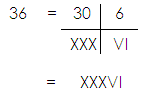 36 = 30 6
XXX VI
= XXXVI